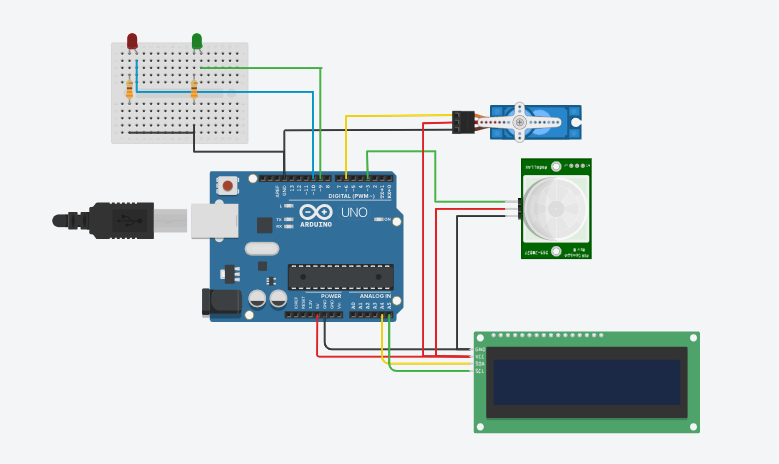 AREF
GND
13
12
~11
~10
~9
8
7
~6
~5
4
~3
2
TX→1
RX←0
DIGITAL (PWM~)
L
TX
RX
ARDUINO
UNO
ON
POWER
ANALOG IN
IOREF
RESET
3.3V
5V
GND
GND
Vin
A0
A1
A2
A3
A4
A5
GND
VCC
SDA
SCL